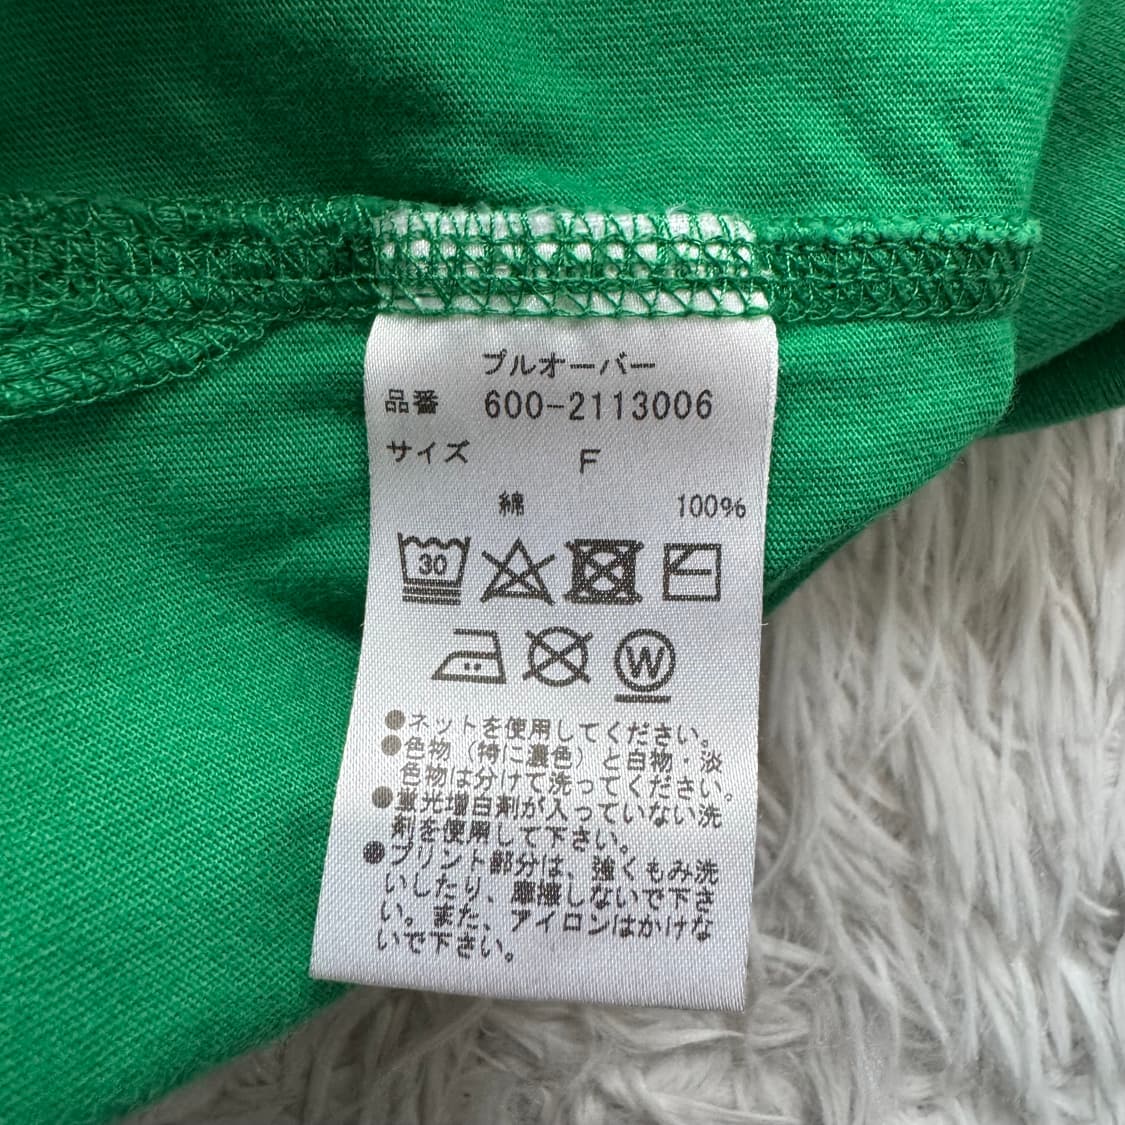 プルオーバー
品番 600-2113006
サイズ F
綿 100%
30
W
●ネットを使用してください。
●色物（特に濃色）と白物・淡
色物は分けて洗ってください。
●蛍光増白剤が入っていない洗
剤を使用して下さい。
●プリント部分は、強くもみ洗
いしたり、摩擦しないで下さ
い。また、アイロンはかけな
いで下さい。